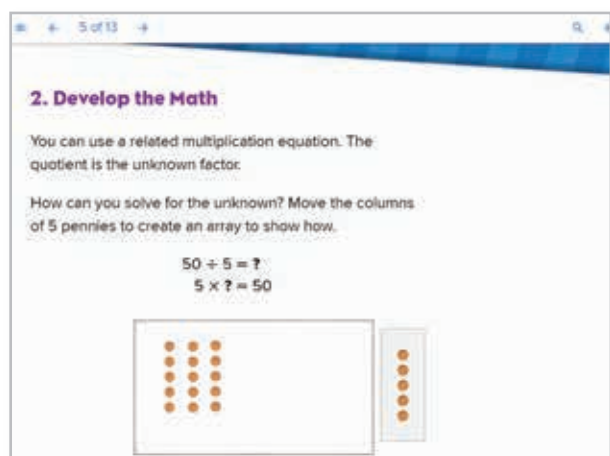 5 of 13
2. Develop the Math
You can use a related multiplication equation. The
quotient is the unknown factor.
How can you solve for the unknown? Move the columns
of 5 pennies to create an array to show how.
50 ÷ 5 = ?
5 × ? = 50